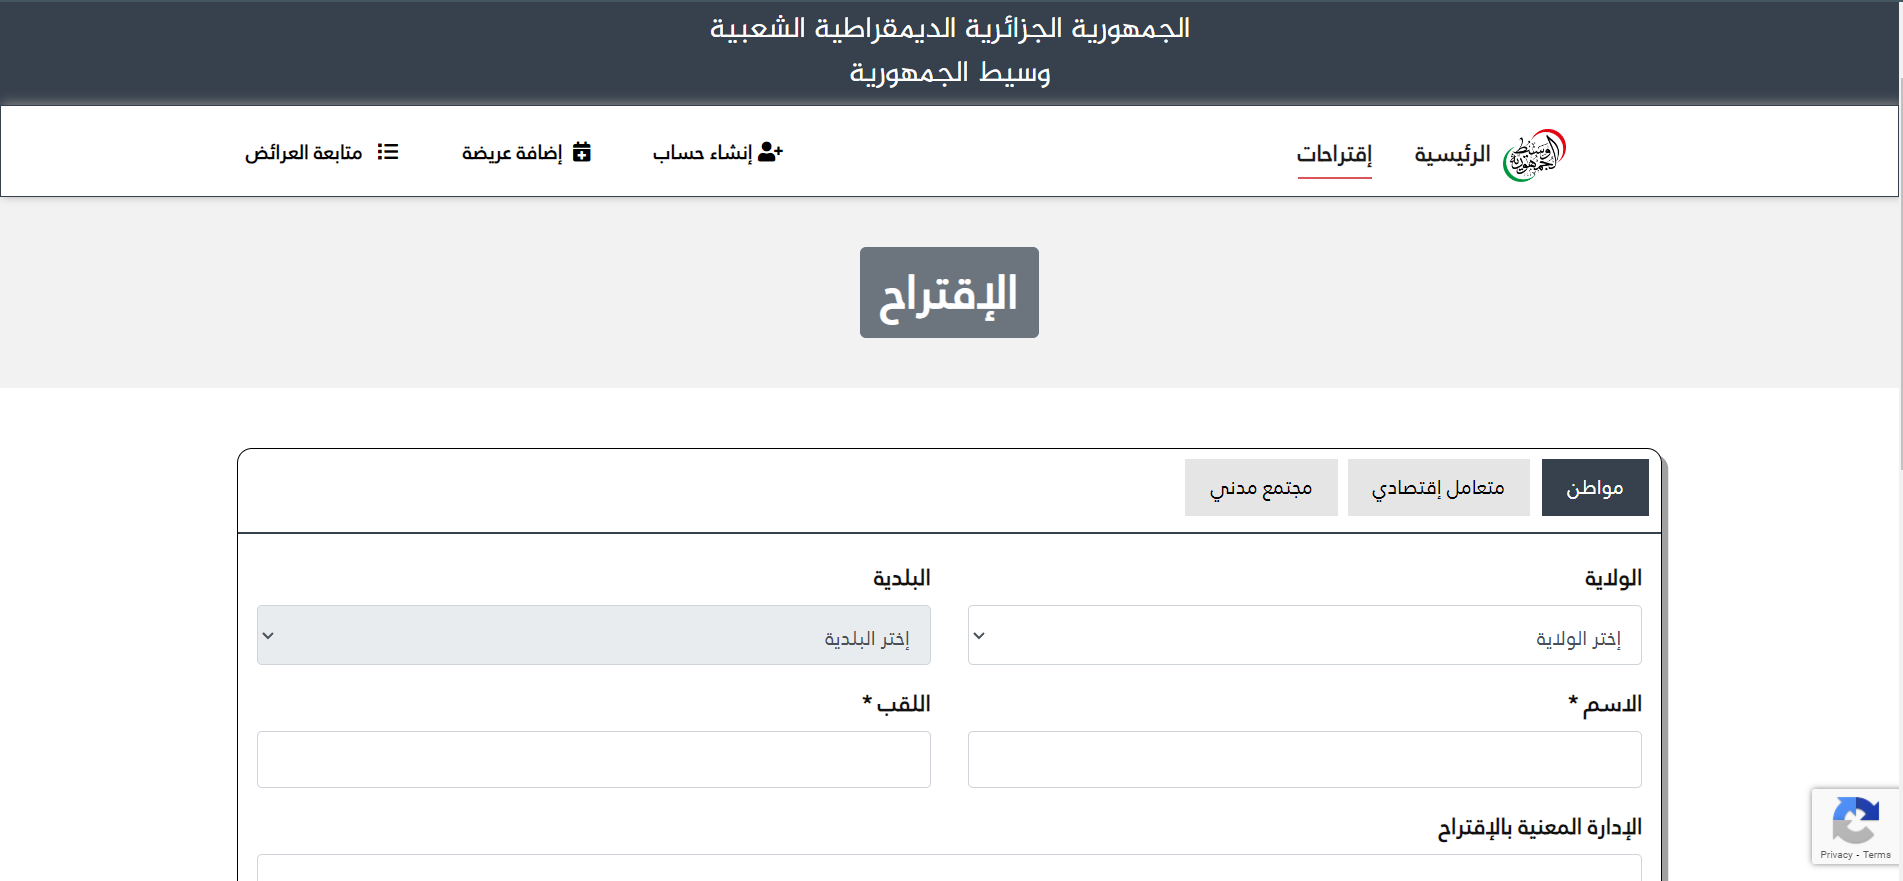 الجمهورية الجزائرية الديمقراطية الشعبية
وسيط الجمهورية
وسيط الجمهورية
الرئيسية
إقتراحات
إنشاء حساب
إضافة عريضة
متابعة العرائض
الإقتراح
مواطن
متعامل إقتصادي
مجتمع مدني
الولاية
البلدية
إختر الولاية
إختر البلدية
الاسم *
اللقب *
الإدارة المعنية بالإقتراح
Privacy - Terms